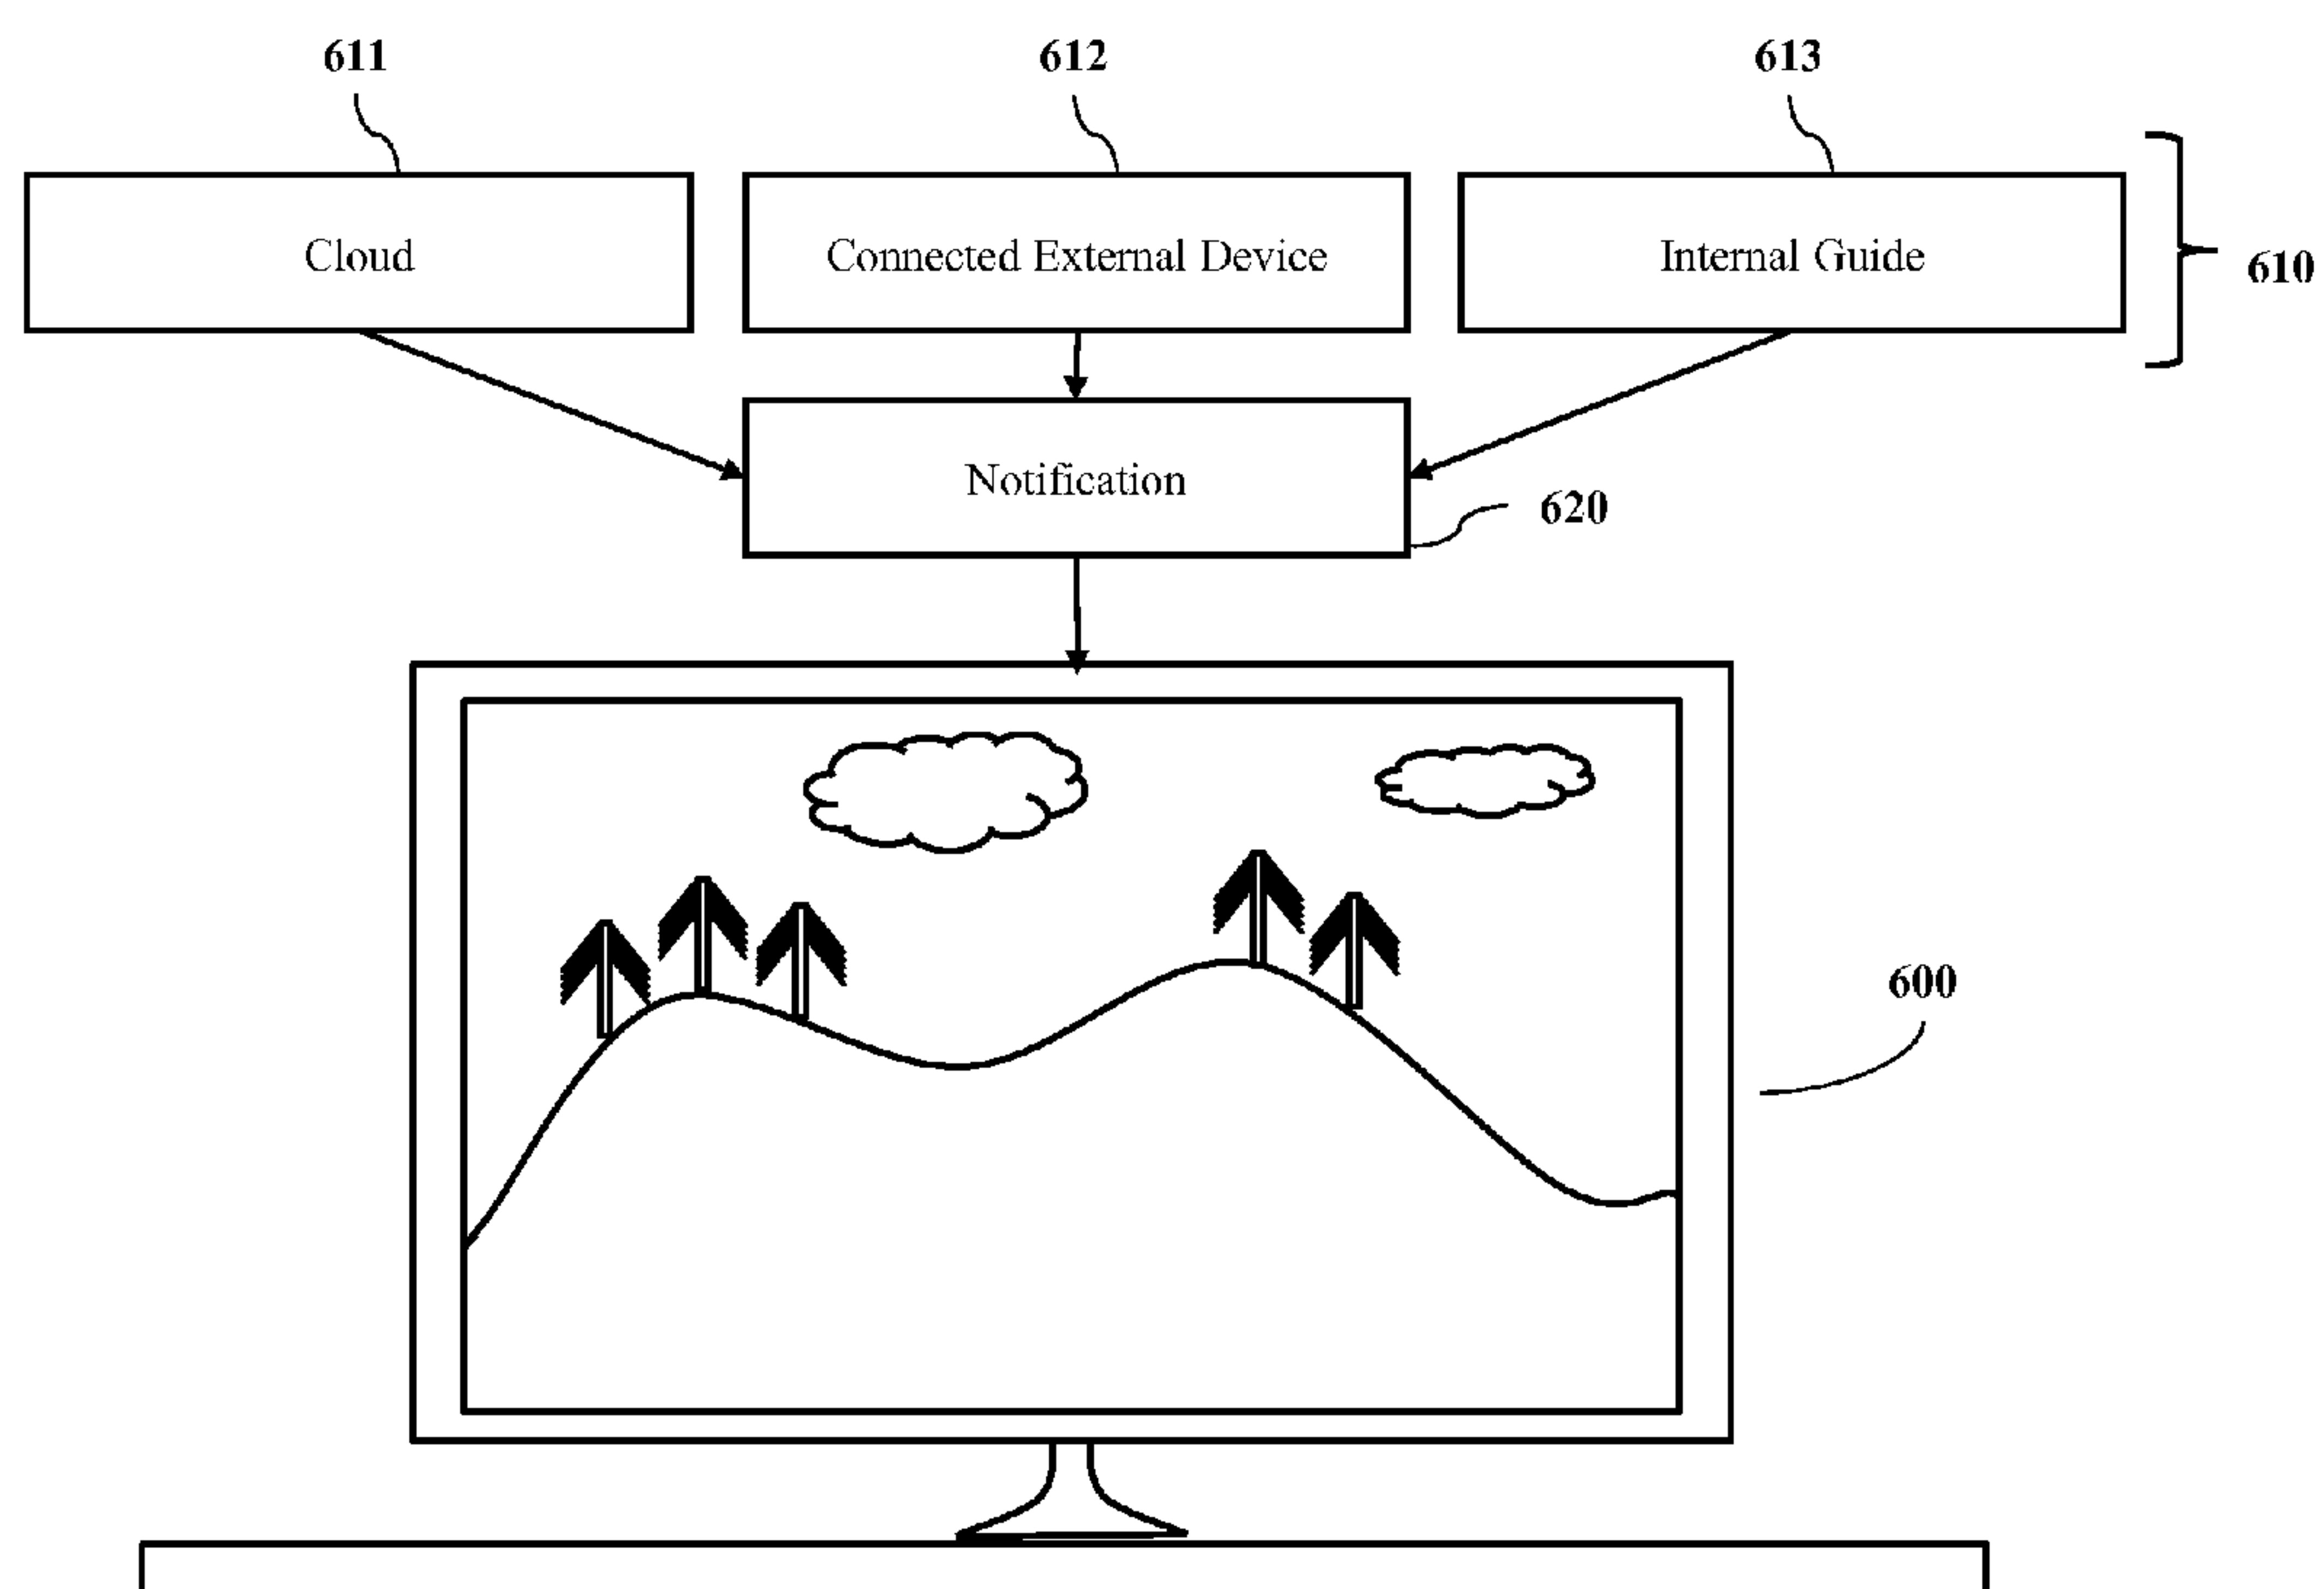 611
612
613
Cloud
Connected External Device
Internal Guide
610
Notification
620
600